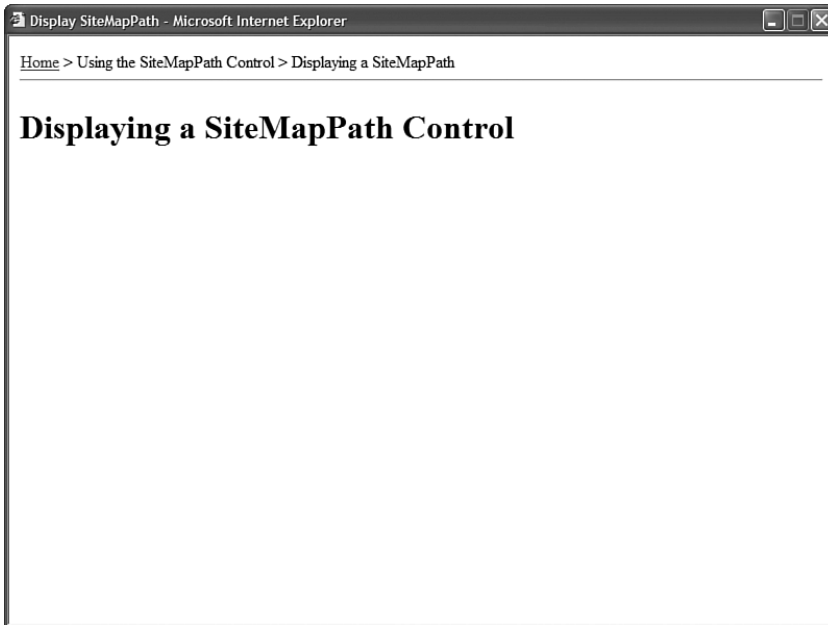 Display SiteMapPath - Microsoft Internet Explorer
Home > Using the SiteMapPath Control > Displaying a SiteMapPath
Displaying a SiteMapPath Control